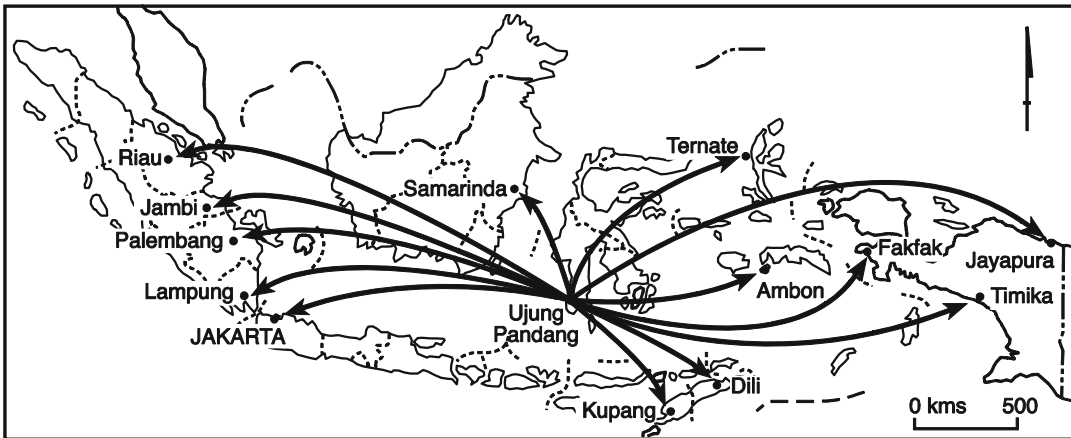 Ternate
Riau
Samarinda
Jambi
Palembang
Fakfak
Jayapura
Lampung
Ambon
Timika
Ujung
Pandang
JAKARTA
Dili
Kupang
0 kms 500